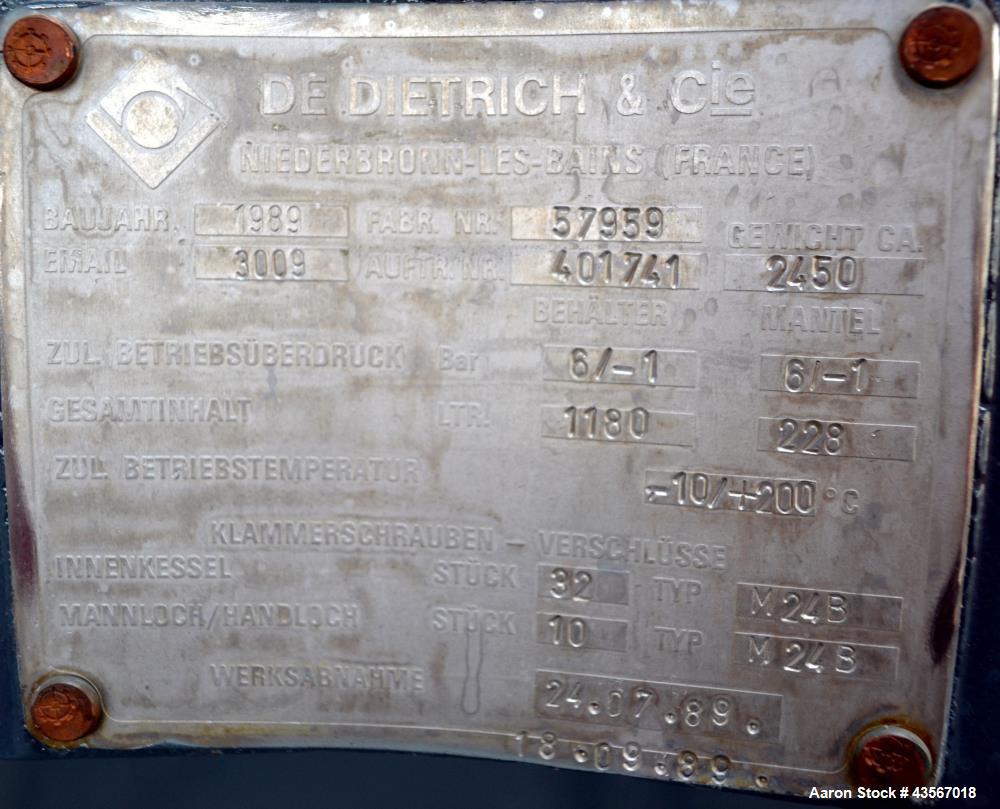 DE DIETRICH & Cie
NIEDERBRONN-LES-BAINS (FRANCE)
BAUJAHR 1989 FABR. NR. 57959 GEWICHT CA.
EMAIL 3009 AUFTR. NR. 401741 2450
BEHÄLTER MANTEL
ZUL. BETRIEBSÜBERDRUCK Bar 6/-1 6/-1
GESAMTINHALT LTR. 1180 228
ZUL. BETRIEBSTEMPERATUR -10/+200 °C
KLAMMERSCHRAUBEN - VERSCHLÜSSE
INNENKESSEL STÜCK 32 TYP M24B
MANNLOCH/HANDLOCH STÜCK 10 TYP M24B
WERKSABNAHME 24.07.89.
18.09.89.
Aaron Stock # 43567018